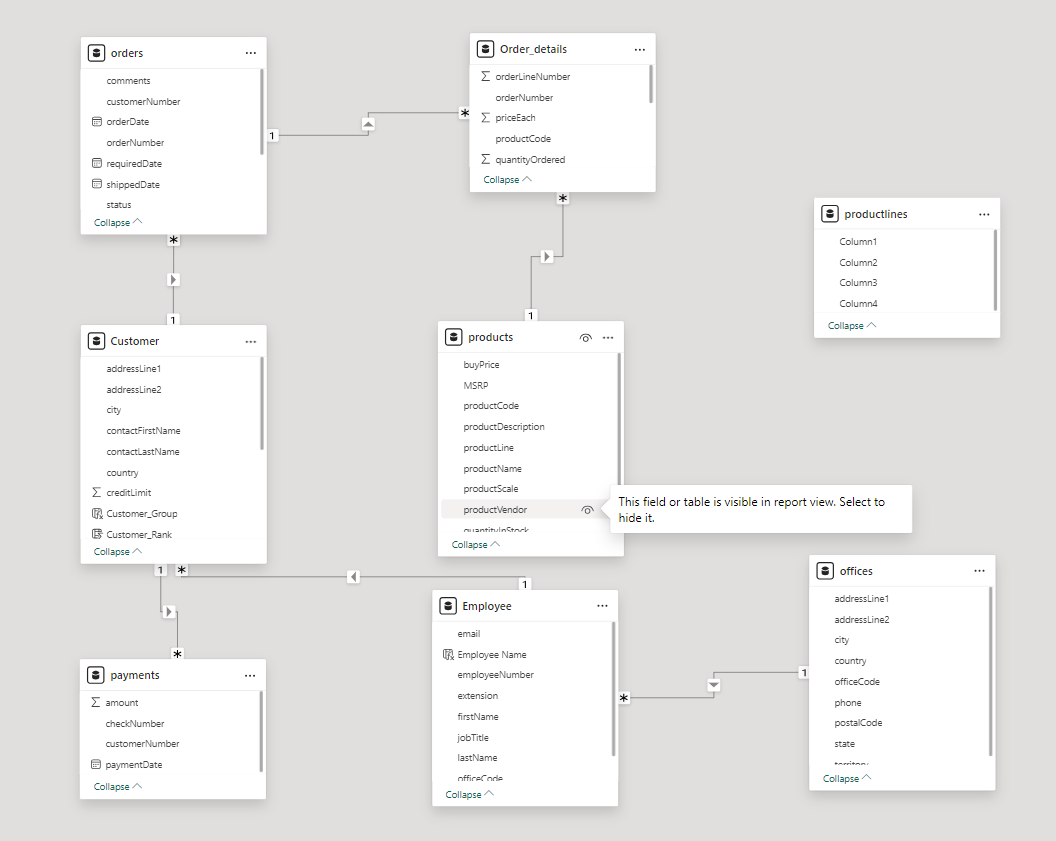 orders
...
comments
customerNumber
orderDate
orderNumber
requiredDate
shippedDate
status
Collapse
1
*
Order_details
...
orderLineNumber
orderNumber
priceEach
productCode
quantityOrdered
Collapse
*
productlines
...
Column1
Column2
Column3
Column4
Collapse
*
1
1
Customer
...
addressLine1
addressLine2
city
contactFirstName
contactLastName
country
creditLimit
Customer_Group
Customer_Rank
Collapse
products
...
buyPrice
MSRP
productCode
productDescription
productLine
productName
productScale
productVendor
quantityInStock
Collapse
This field or table is visible in report view. Select to
hide it.
1
*
1
*
payments
...
amount
checkNumber
customerNumber
paymentDate
Collapse
Employee
...
email
Employee Name
employeeNumber
extension
firstName
jobTitle
lastName
officeCode
Collapse
*
1
offices
...
addressLine1
addressLine2
city
country
officeCode
phone
postalCode
state
territory
Collapse